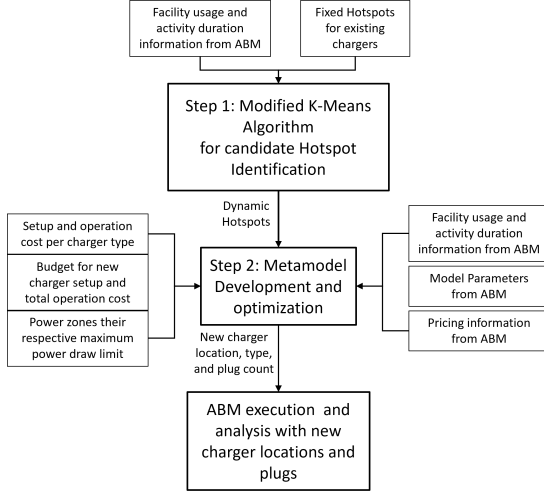 Facility usage and
activity duration
information from ABM
Fixed Hotspots
for existing
chargers
Step 1: Modified K-Means
Algorithm
for candidate Hotspot
Identification
Dynamic
Hotspots
Setup and operation
cost per charger type
Budget for new
charger setup and
total operation cost
Power zones their
respective maximum
power draw limit
Step 2: Metamodel
Development and
optimization
Facility usage and
activity duration
information from ABM
Model Parameters
from ABM
Pricing information
from ABM
New charger
location, type,
and plug count
ABM execution and
analysis with new
charger locations and
plugs